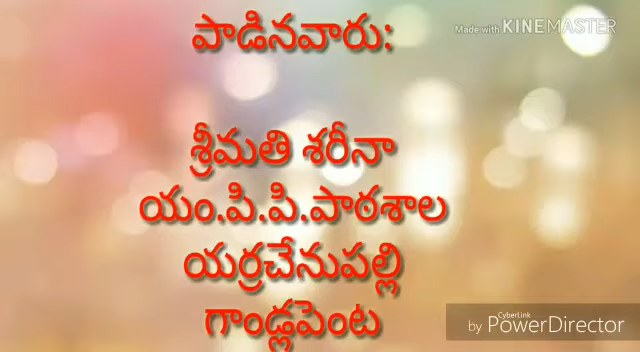 పాడినవారు:
Made with KINEMASTER
శ్రీమతి శరీనా
యం.పి.పి.పాఠశాల
యర్రచేనుపల్లి
గాండ్లపెంట
CyberLink
by PowerDirector